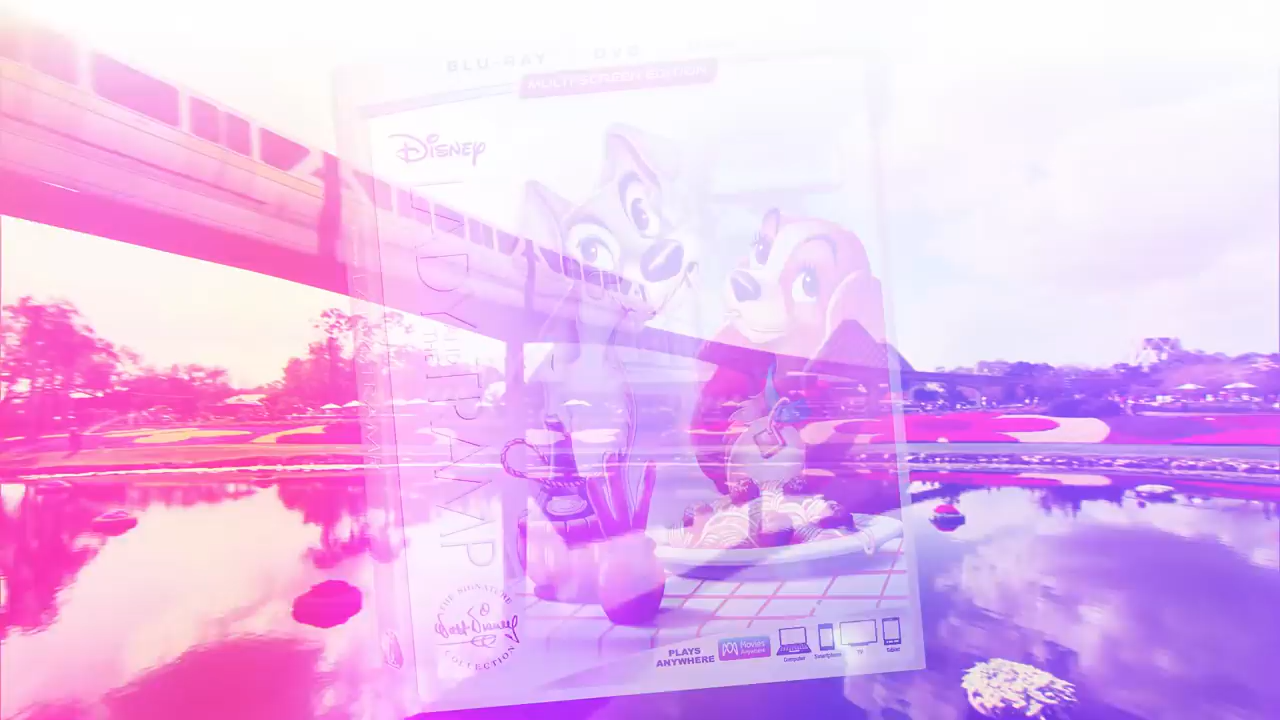 BLU-RAY DVD
MULTI-SCREEN EDITION
Disney
LADY
AND
THE
TRAMP
THE SIGNATURE
Walt Disney
COLLECTION
PLAYS
ANYWHERE
Movies
Anywhere
Computer
Smartphone
TV
Tablet